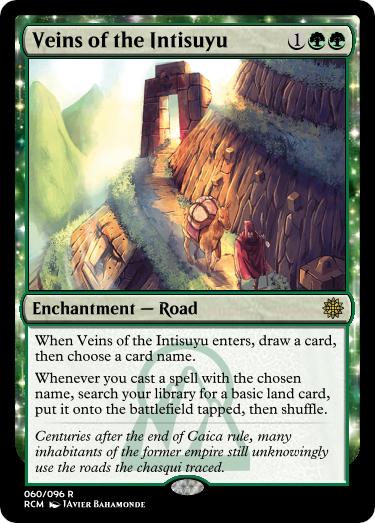 Veins of the Intisuyu 1
Enchantment — Road
When Veins of the Intisuyu enters, draw a card,
then choose a card name.
Whenever you cast a spell with the chosen
name, search your library for a basic land card,
put it onto the battlefield tapped, then shuffle.
Centuries after the end of Caica rule, many
inhabitants of the former empire still unknowingly
use the roads the chasqui traced.
060/096 R
RCM Javier Bahamonde